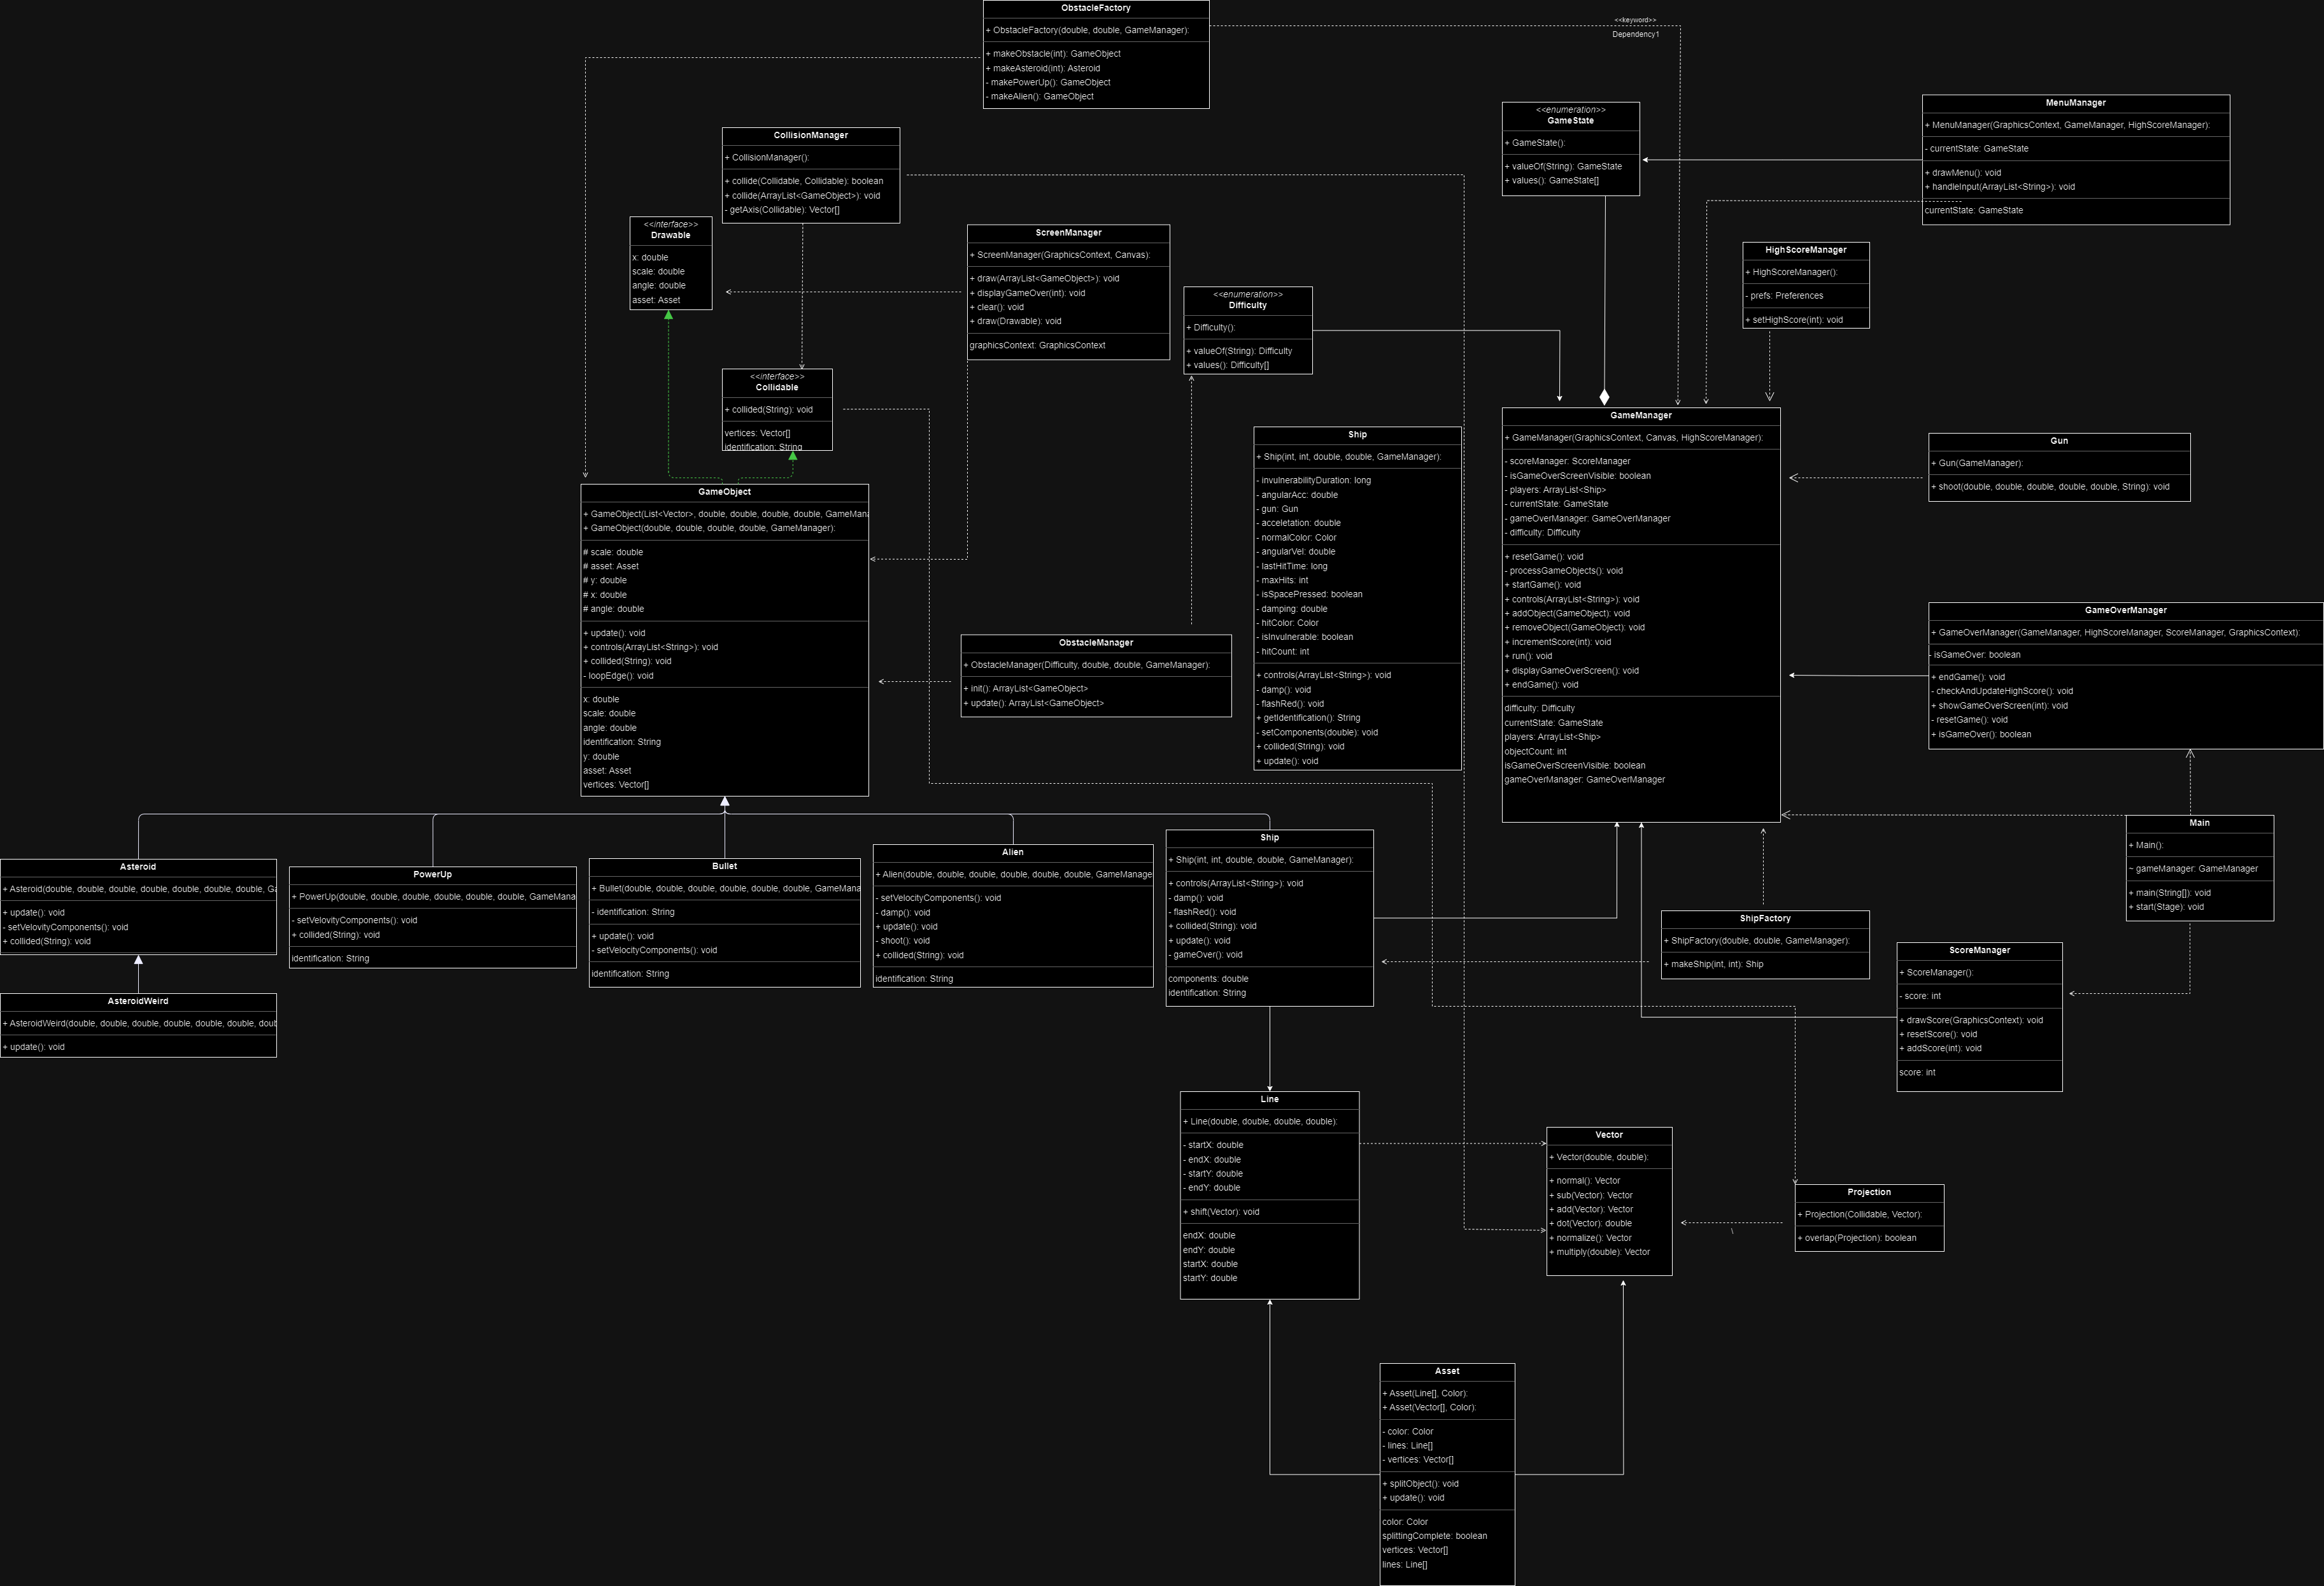 ObstacleFactory
+ ObstacleFactory(double, double, GameManager):
+ makeObstacle(int): GameObject
+ makeAsteroid(int): Asteroid
- makePowerUp(): GameObject
- makeAlien(): GameObject
<<keyword>>
Dependency1
<<enumeration>>
GameState
+ GameState():
+ valueOf(String): GameState
+ values(): GameState[]
MenuManager
+ MenuManager(GraphicsContext, GameManager, HighScoreManager):
- currentState: GameState
+ drawMenu(): void
+ handleInput(ArrayList<String>): void
currentState: GameState
CollisionManager
+ CollisionManager():
+ collide(Collidable, Collidable): boolean
+ collide(ArrayList<GameObject>): void
- getAxis(Collidable): Vector[]
<<interface>>
Drawable
x: double
scale: double
angle: double
asset: Asset
ScreenManager
+ ScreenManager(GraphicsContext, Canvas):
+ draw(ArrayList<GameObject>): void
+ displayGameOver(int): void
+ clear(): void
+ draw(Drawable): void
graphicsContext: GraphicsContext
HighScoreManager
+ HighScoreManager():
- prefs: Preferences
+ setHighScore(int): void
<<enumeration>>
Difficulty
+ Difficulty():
+ valueOf(String): Difficulty
+ values(): Difficulty[]
<<interface>>
Collidable
+ collided(String): void
vertices: Vector[]
identification: String
GameManager
+ GameManager(GraphicsContext, Canvas, HighScoreManager):
- scoreManager: ScoreManager
- isGameOverScreenVisible: boolean
- players: ArrayList<Ship>
- currentState: GameState
- gameOverManager: GameOverManager
- difficulty: Difficulty
+ resetGame(): void
- processGameObjects(): void
+ startGame(): void
+ controls(ArrayList<String>): void
+ addObject(GameObject): void
+ removeObject(GameObject): void
+ incrementScore(int): void
+ run(): void
+ displayGameOverScreen(): void
+ endGame(): void
difficulty: Difficulty
currentState: GameState
players: ArrayList<Ship>
objectCount: int
isGameOverScreenVisible: boolean
gameOverManager: GameOverManager
Ship
+ Ship(int, int, double, double, GameManager):
- invulnerabilityDuration: long
- angularAcc: double
- gun: Gun
- acceletation: double
- normalColor: Color
- angularVel: double
- lastHitTime: long
- maxHits: int
- isSpacePressed: boolean
- damping: double
- hitColor: Color
- isInvulnerable: boolean
- hitCount: int
+ controls(ArrayList<String>): void
- damp(): void
- flashRed(): void
+ getIdentification(): String
- setComponents(double): void
+ collided(String): void
+ update(): void
Gun
+ Gun(GameManager):
+ shoot(double, double, double, double, double, String): void
GameObject
+ GameObject(List<Vector>, double, double, double, double, GameMana
+ GameObject(double, double, double, double, GameManager):
# scale: double
# asset: Asset
# y: double
# x: double
# angle: double
+ update(): void
+ controls(ArrayList<String>): void
+ collided(String): void
- loopEdge(): void
x: double
scale: double
angle: double
identification: String
y: double
asset: Asset
vertices: Vector[]
GameOverManager
+ GameOverManager(GameManager, HighScoreManager, ScoreManager, GraphicsContext):
- isGameOver: boolean
+ endGame(): void
- checkAndUpdateHighScore(): void
+ showGameOverScreen(int): void
- resetGame(): void
+ isGameOver(): boolean
ObstacleManager
+ ObstacleManager(Difficulty, double, double, GameManager):
+ init(): ArrayList<GameObject>
+ update(): ArrayList<GameObject>
Main
+ Main():
~ gameManager: GameManager
+ main(String[]): void
+ start(Stage): void
Asteroid
+ Asteroid(double, double, double, double, double, double, double, Ga
+ update(): void
- setVelovityComponents(): void
+ collided(String): void
PowerUp
+ PowerUp(double, double, double, double, double, double, GameMana
- setVelovityComponents(): void
+ collided(String): void
identification: String
Bullet
+ Bullet(double, double, double, double, double, double, GameMana
- identification: String
+ update(): void
- setVelocityComponents(): void
identification: String
Alien
+ Alien(double, double, double, double, double, double, GameManage
- setVelocityComponents(): void
- damp(): void
+ update(): void
- shoot(): void
+ collided(String): void
identification: String
Ship
+ Ship(int, int, double, double, GameManager):
+ controls(ArrayList<String>): void
- damp(): void
- flashRed(): void
+ collided(String): void
+ update(): void
- gameOver(): void
components: double
identification: String
ShipFactory
+ ShipFactory(double, double, GameManager):
+ makeShip(int, int): Ship
ScoreManager
+ ScoreManager():
- score: int
+ drawScore(GraphicsContext): void
+ resetScore(): void
+ addScore(int): void
score: int
AsteroidWeird
+ AsteroidWeird(double, double, double, double, double, double, doub
+ update(): void
Line
+ Line(double, double, double, double):
- startX: double
- endX: double
- startY: double
- endY: double
+ shift(Vector): void
endX: double
endY: double
startX: double
startY: double
Vector
+ Vector(double, double):
+ normal(): Vector
+ sub(Vector): Vector
+ add(Vector): Vector
+ dot(Vector): double
+ normalize(): Vector
+ multiply(double): Vector
\
Projection
+ Projection(Collidable, Vector):
+ overlap(Projection): boolean
Asset
+ Asset(Line[], Color):
+ Asset(Vector[], Color):
- color: Color
- lines: Line[]
- vertices: Vector[]
+ splitObject(): void
+ update(): void
color: Color
splittingComplete: boolean
vertices: Vector[]
lines: Line[]